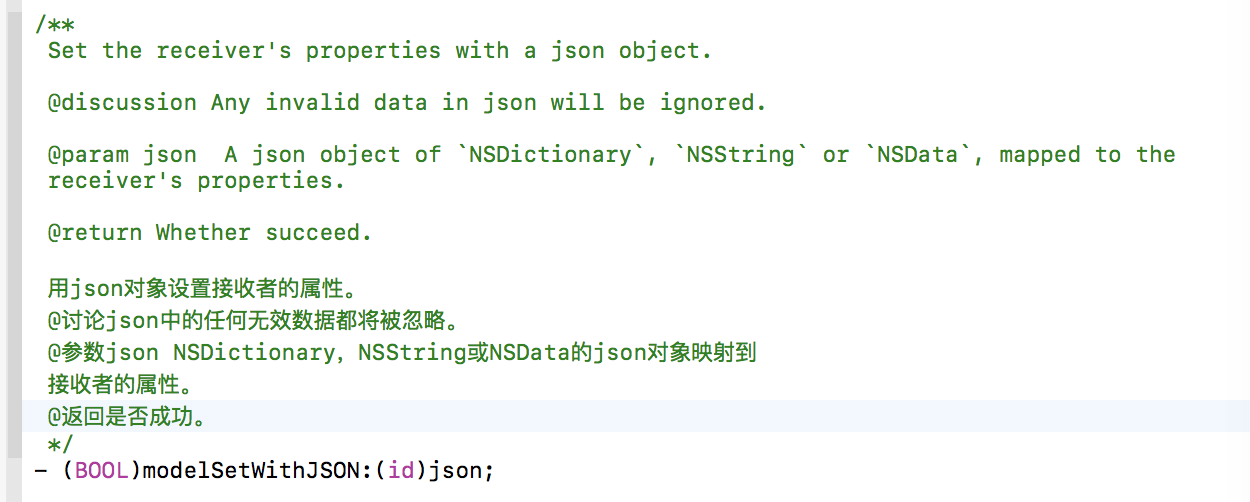 /**
Set the receiver's properties with a json object.
@discussion Any invalid data in json will be ignored.
@param json  A json object of `NSDictionary`, `NSString` or `NSData`, mapped to the
receiver's properties.
@return Whether succeed.
用json对象设置接收者的属性。
@讨论json中的任何无效数据都将被忽略。
@参数json NSDictionary，NSString或NSData的json对象映射到
接收者的属性。
@返回是否成功。
*/
- (BOOL)modelSetWithJSON:(id)json;